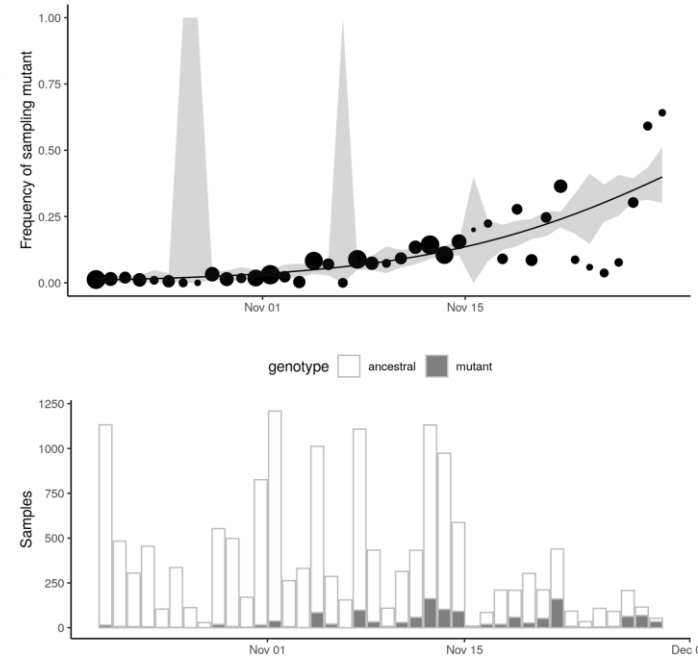 Frequency of sampling mutant
1.00
0.75
0.50
0.25
0.00
Nov 01
Nov 15
genotype
ancestral
mutant
Samples
1250
1000
750
500
250
0
Nov 01
Nov 15
Dec